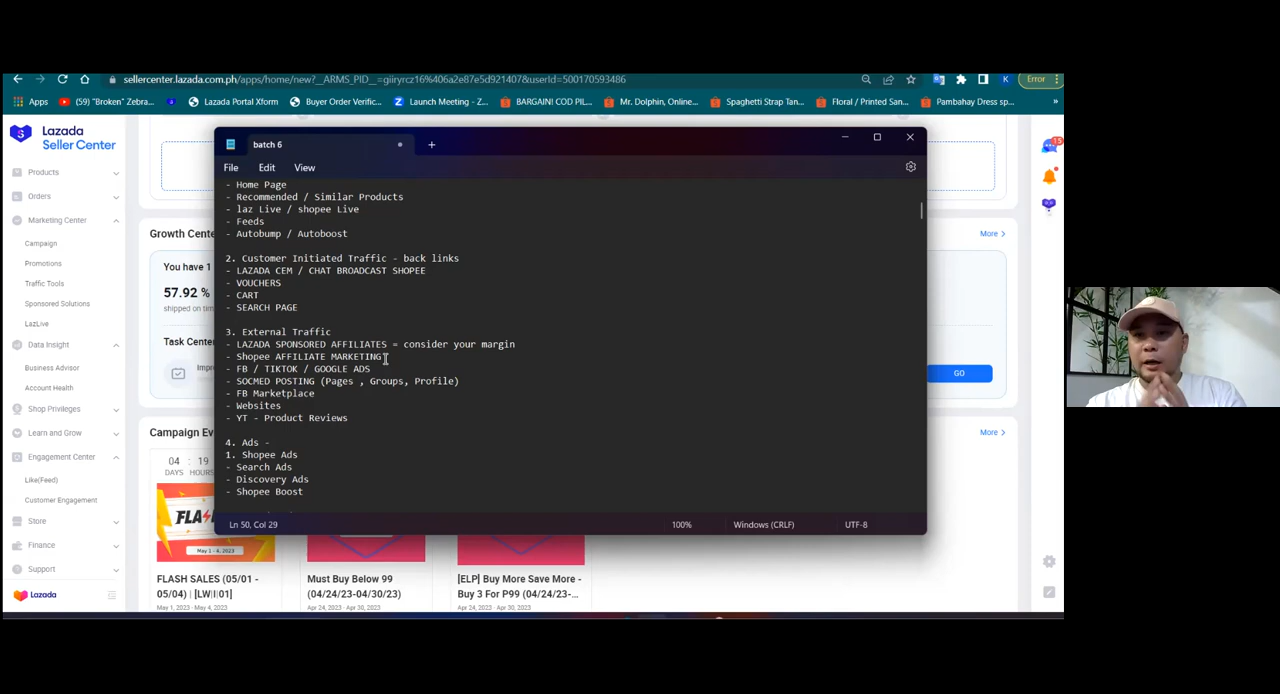 sellercenter.lazada.com.ph/apps/home/new?__ARMS_PID__=giiryrcz16%406a2e87e5d921407&userId=500170593486
K
Error
Apps
(59) "Broken" Zebra...
Lazada Portal Xform
Buyer Order Verific...
Launch Meeting - Z...
BARGAIN! COD PIL...
Mr. Dolphin, Online...
Spaghetti Strap Tan...
Floral / Printed San...
Pambahay Dress sp...
»
Lazada
Seller Center
Products
Orders
Marketing Center
Campaign
Promotions
Traffic Tools
Sponsored Solutions
LazLive
Data Insight
Business Advisor
Account Health
Shop Privileges
Learn and Grow
Engagement Center
Like(Feed)
Customer Engagement
Store
Finance
Support
Lazada
batch 6
File Edit View
- Home Page
- Recommended / Similar Products
- laz Live / shopee Live
- Feeds
- Autobump / Autoboost
2. Customer Initiated Traffic - back links
- LAZADA CEM / CHAT BROADCAST SHOPEE
- VOUCHERS
- CART
- SEARCH PAGE
3. External Traffic
- LAZADA SPONSORED AFFILIATES = consider your margin
- Shopee AFFILIATE MARKETING
- FB / TIKTOK / GOOGLE ADS
- SOCMED POSTING (Pages , Groups, Profile)
- FB Marketplace
- Websites
- YT - Product Reviews
4. Ads -
1. Shopee Ads
- Search Ads
- Discovery Ads
- Shopee Boost
Ln 50, Col 29
100%
Windows (CRLF)
UTF-8
Growth Cente
More >
You have 1
57.92 %
shipped on tim
Task Center
Impr
GO
15
Campaign Ev
More >
04 : 19
DAYS HOURS
FLAS
May 1 - 4, 2023
FLASH SALES (05/01 -
05/04) | [LW|I|01]
May 1, 2023 - May 4, 2023
Must Buy Below 99
(04/24/23-04/30/23)
Apr 24, 2023 - Apr 30, 2023
[ELP] Buy More Save More -
Buy 3 For P99 (04/24/23-...
Apr 24, 2023 - Apr 30, 2023